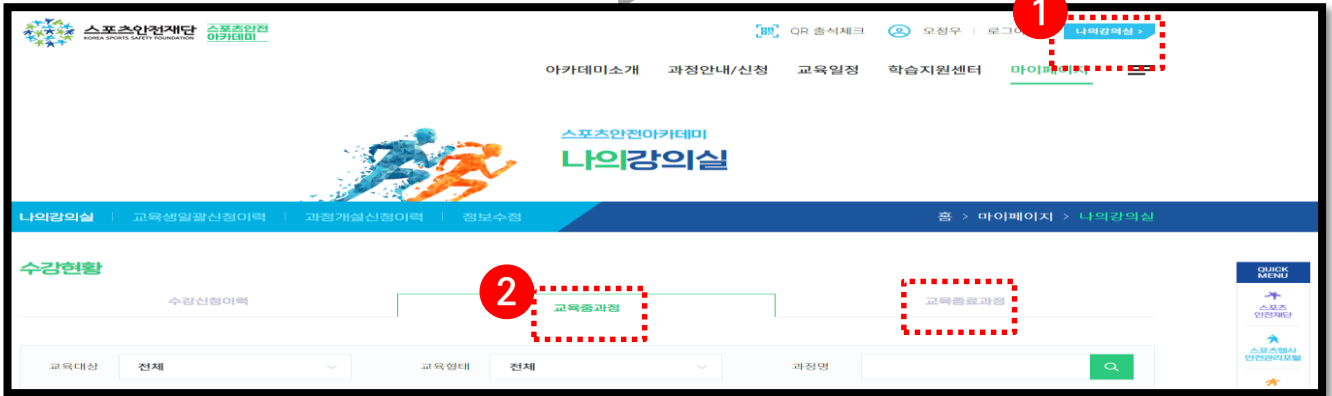 1
스포츠안전재단 스포츠안전
KOREA SPORTS SAFETY FOUNDATION 아카데미
QR 출석체크 오정우 나의강의실 >
아카데미소개 과정안내/신청 교육일정 학습지원센터 마이페이지
스포츠안전아카데미
나의강의실
나의강의실 교육생일괄신청이력 과정개설신청이력 정보수정 홈 > 마이페이지 > 나의강의실
수강현황
QUICK
MENU
2
수강신청이력 교육중과정 교육종료과정
스포츠
안전재단
스포츠행사
안전관리포털
교육대상 전체 교육형태 전체 과정명